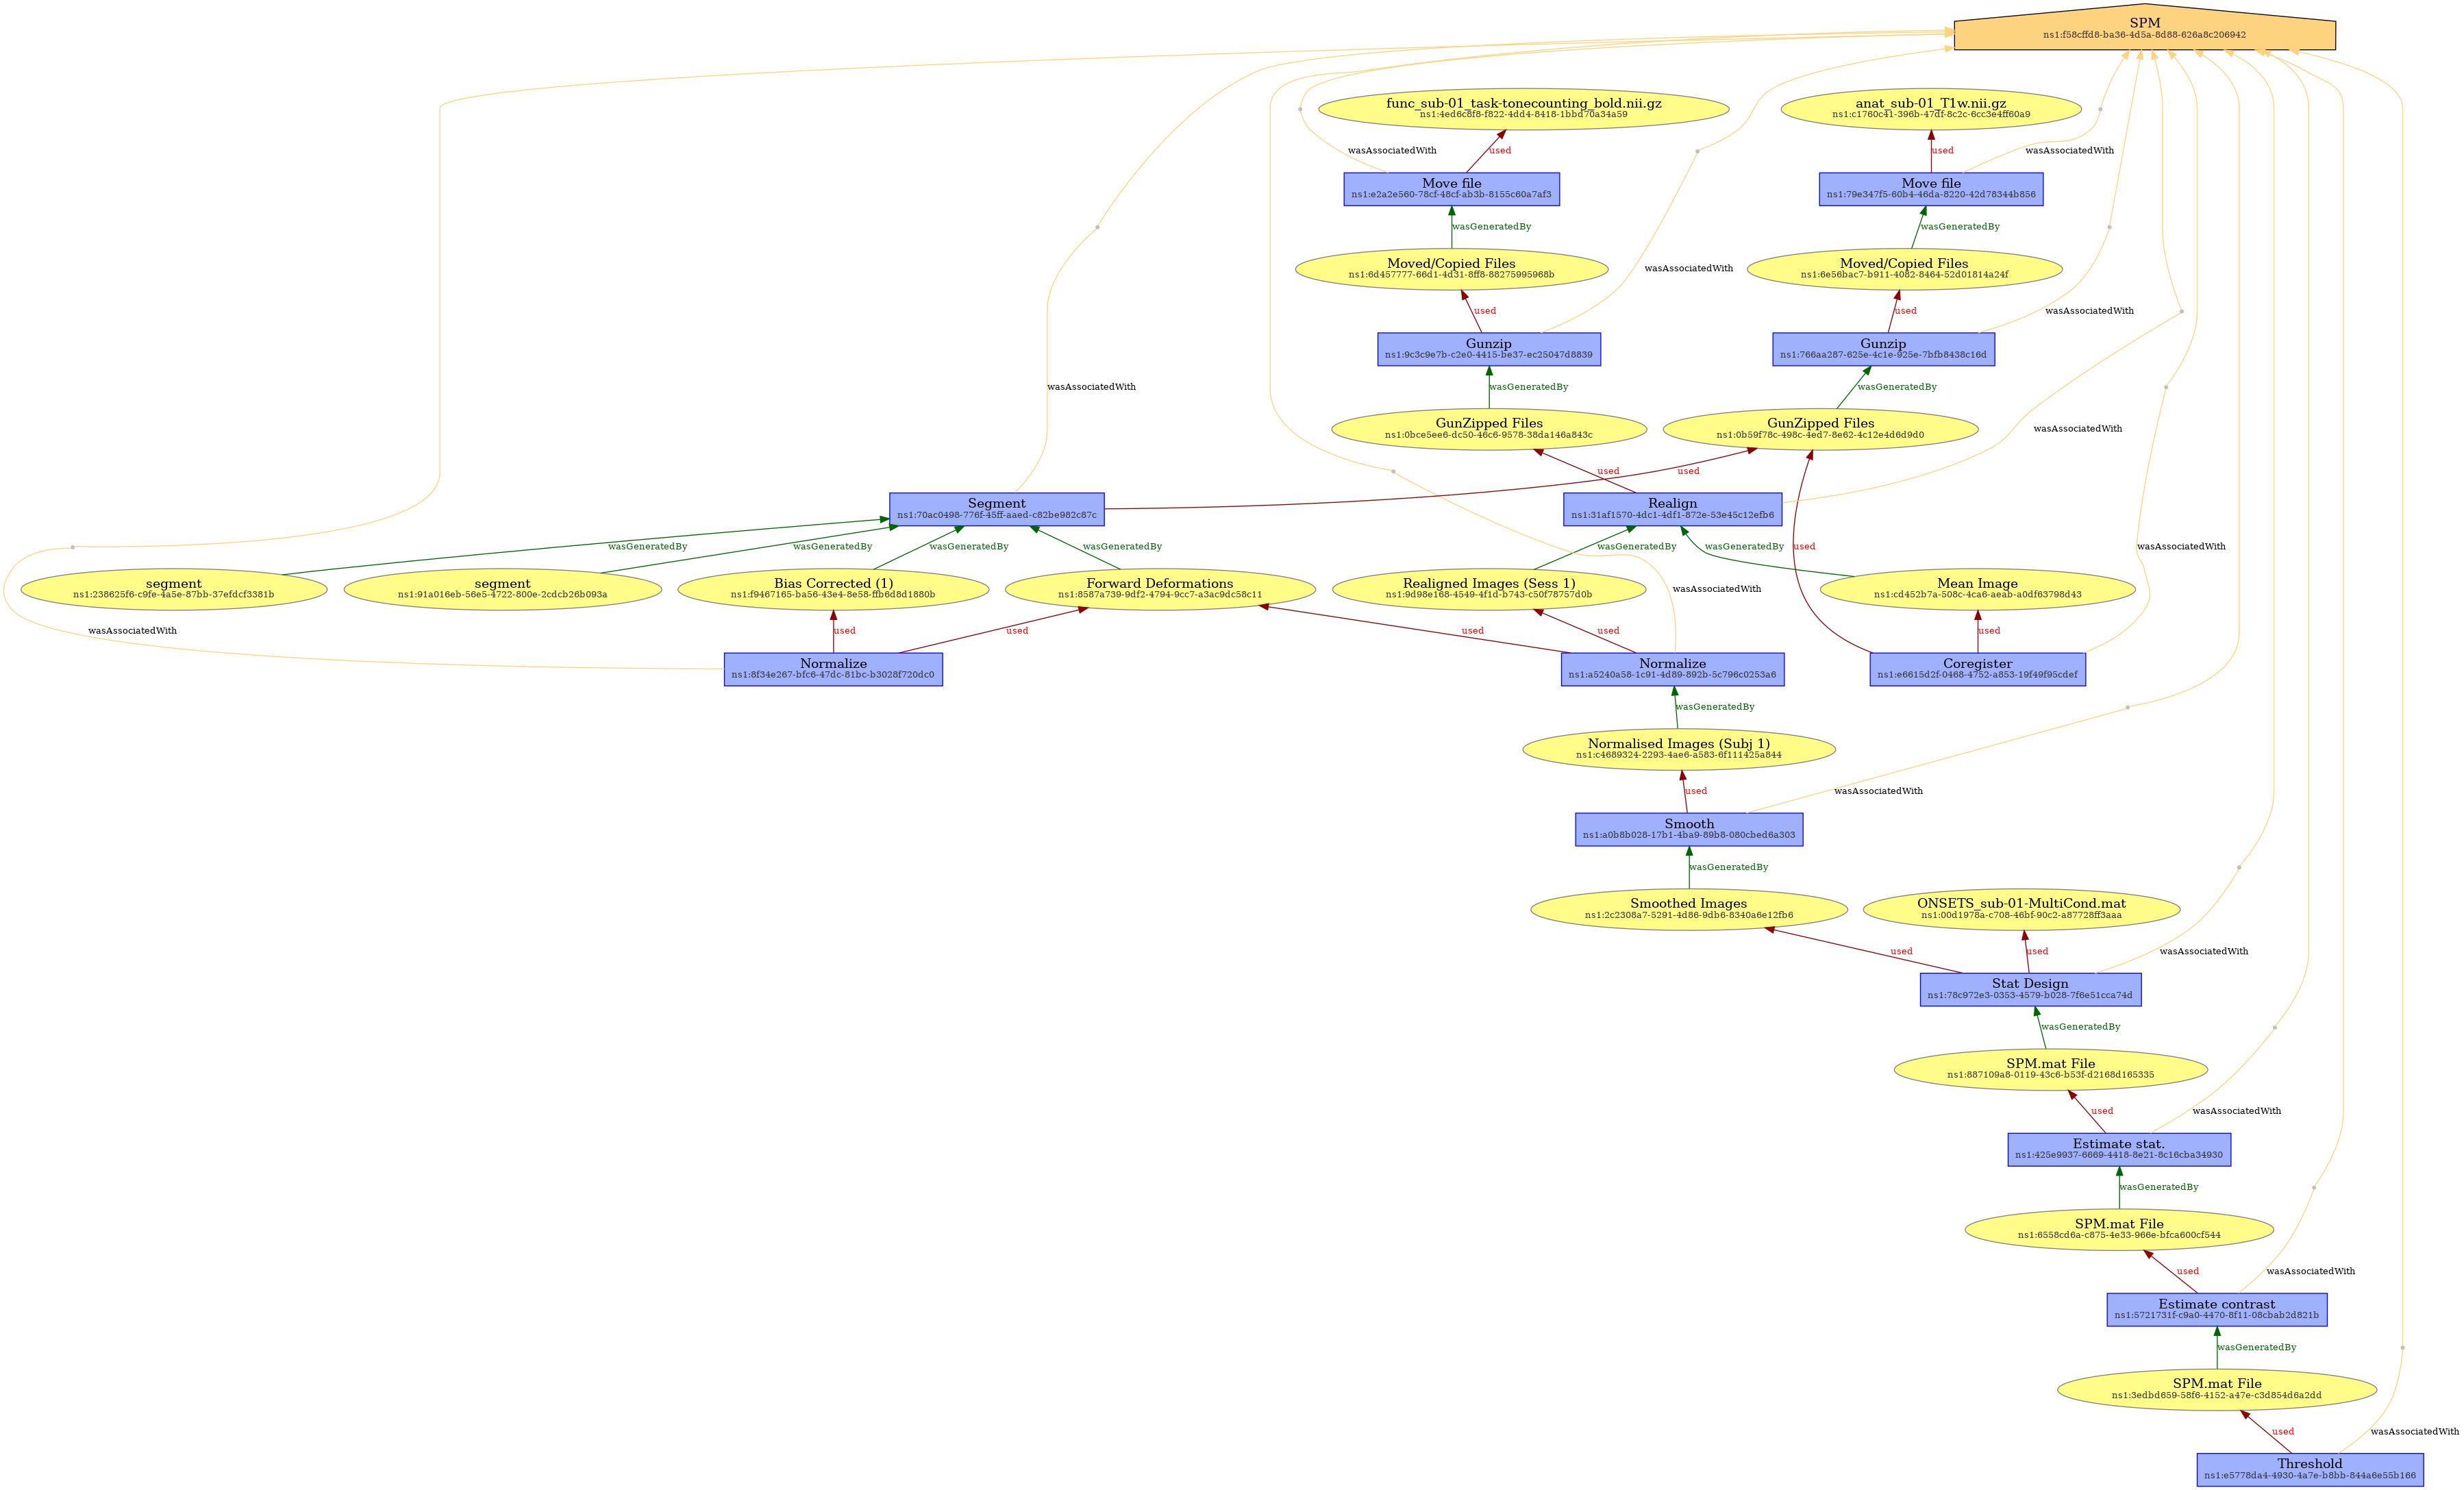 SPM
ns1:f58cffd8-ba36-4d5a-8d88-626a8c206942
func_sub-01_task-tonecounting_bold.nii.gz
ns1:4ed6c8f8-f822-4dd4-8418-1bbd70a34a59
anat_sub-01_T1w.nii.gz
ns1:c1760c41-396b-47df-8c2c-6cc3e4ff60a9
wasAssociatedWith
used
used
wasAssociatedWith
Move file
ns1:e2a2e560-78cf-48cf-ab3b-8155c60a7af3
Move file
ns1:79e347f5-60b4-46da-8220-42d78344b856
wasGeneratedBy
wasGeneratedBy
Moved/Copied Files
ns1:6d457777-66d1-4d31-8ff8-88275995968b
wasAssociatedWith
Moved/Copied Files
ns1:6e56bac7-b911-4082-8464-52d01814a24f
used
used
wasAssociatedWith
Gunzip
ns1:9c3c9e7b-c2e0-4415-be37-ec25047d8839
Gunzip
ns1:766aa287-625e-4c1e-925e-7bfb8438c16d
wasAssociatedWith
wasGeneratedBy
wasGeneratedBy
GunZipped Files
ns1:0bce5ee6-dc50-46c6-9578-38da146a843c
GunZipped Files
ns1:0b59f78c-498c-4ed7-8e62-4c12e4d6d9d0
wasAssociatedWith
used
used
Segment
ns1:70ac0498-776f-45ff-aaed-c82be982c87c
Realign
ns1:31af1570-4dc1-4df1-872e-53e45c12efb6
wasGeneratedBy
wasGeneratedBy
wasGeneratedBy
wasGeneratedBy
wasGeneratedBy
wasGeneratedBy
used
wasAssociatedWith
segment
ns1:238625f6-c9fe-4a5e-87bb-37efdcf3381b
segment
ns1:91a016eb-56e5-4722-800e-2cdcb26b093a
Bias Corrected (1)
ns1:f9467165-ba56-43e4-8e58-ffb6d8d1880b
Forward Deformations
ns1:8587a739-9df2-4794-9cc7-a3ac9dc58c11
Realigned Images (Sess 1)
ns1:9d98e168-4549-4f1d-b743-c50f78757d0b
wasAssociatedWith
Mean Image
ns1:cd452b7a-508c-4ca6-aeab-a0df63798d43
wasAssociatedWith
used
used
used
used
used
Normalize
ns1:8f34e267-bfc6-47dc-81bc-b3028f720dc0
Normalize
ns1:a5240a58-1c91-4d89-892b-5c796c0253a6
Coregister
ns1:e6615d2f-0468-4752-a853-19f49f95cdef
wasGeneratedBy
Normalised Images (Subj 1)
ns1:c4689324-2293-4ae6-a583-6f111425a844
used
wasAssociatedWith
Smooth
ns1:a0b8b028-17b1-4ba9-89b8-080cbed6a303
wasGeneratedBy
Smoothed Images
ns1:2c2308a7-5291-4d86-9db6-8340a6e12fb6
ONSETS_sub-01-MultiCond.mat
ns1:00d1978a-c708-46bf-90c2-a87728ff3aaa
used
used
wasAssociatedWith
Stat Design
ns1:78c972e3-0353-4579-b028-7f6e51cca74d
wasGeneratedBy
SPM.mat File
ns1:887109a8-0119-43c6-b53f-d2168d165335
used
wasAssociatedWith
Estimate stat.
ns1:425e9937-6669-4418-8e21-8c16cba34930
wasGeneratedBy
SPM.mat File
ns1:6558cd6a-c875-4e33-966e-bfca600cf544
used
wasAssociatedWith
Estimate contrast
ns1:5721731f-c9a0-4470-8f11-08cbab2d821b
wasGeneratedBy
SPM.mat File
ns1:3edbd659-58f6-4152-a47e-c3d854d6a2dd
used
wasAssociatedWith
Threshold
ns1:e5778da4-4930-4a7e-b8bb-844a6e55b166